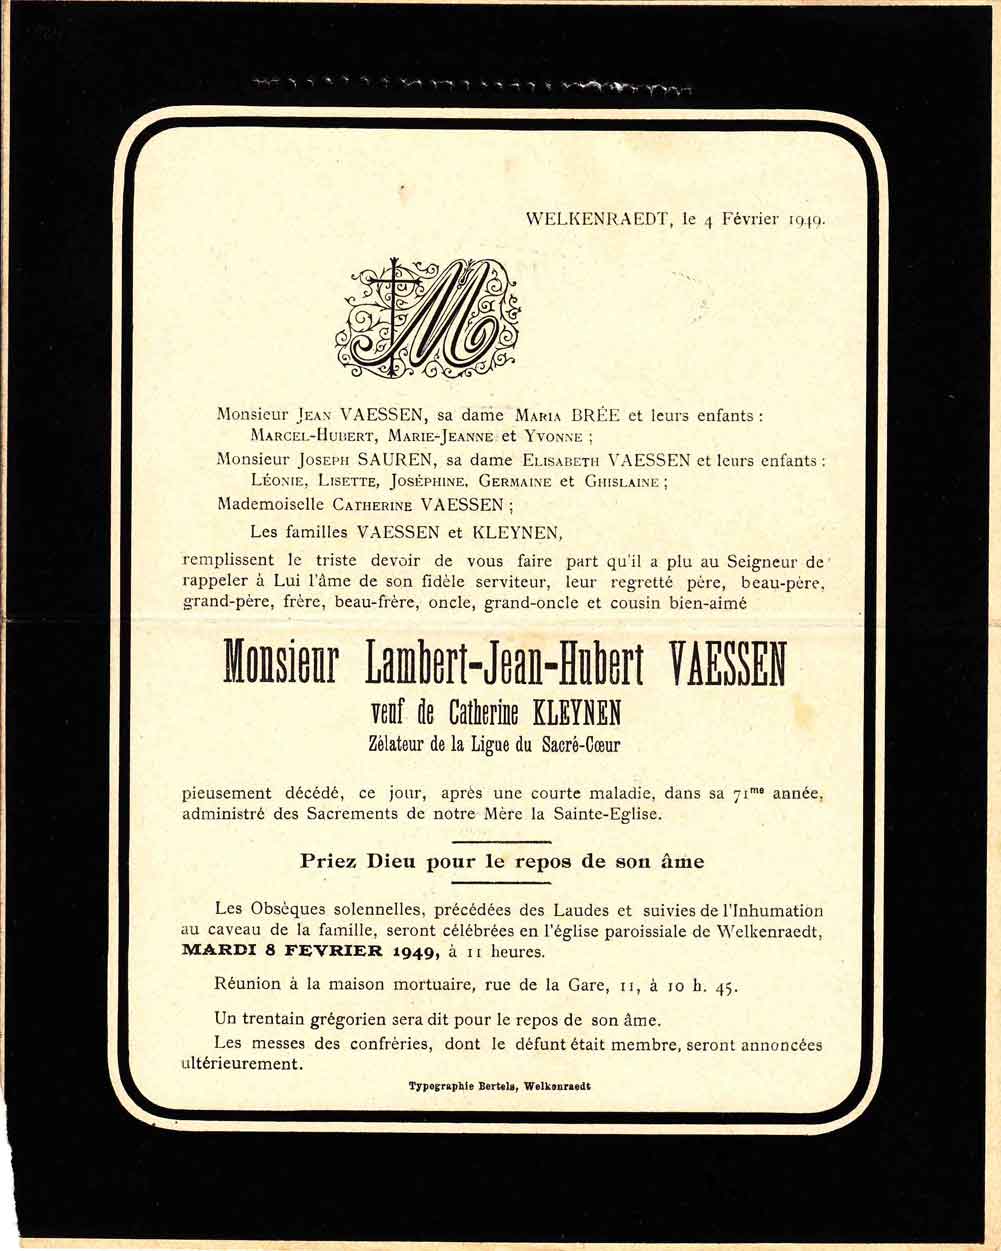 WELKENRAEDT, le 4 Février 1949.
M
Monsieur JEAN VAESSEN, sa dame MARIA BRÉE et leurs enfants :
MARCEL-HUBERT, MARIE-JEANNE et YVONNE ;
Monsieur JOSEPH SAUREN, sa dame ELISABETH VAESSEN et leurs enfants :
LÉONIE, LISETTE, JOSÉPHINE, GERMAINE et GHISLAINE ;
Mademoiselle CATHERINE VAESSEN ;
Les familles VAESSEN et KLEYNEN,
remplissent le triste devoir de vous faire part qu'il a plu au Seigneur de
rappeler à Lui l'âme de son fidèle serviteur, leur regretté père, beau-père,
grand-père, frère, beau-frère, oncle, grand-oncle et cousin bien-aimé
Monsieur Lambert-Jean-Hubert VAESSEN
veuf de Catherine KLEYNEN
Zélateur de la Ligue du Sacré-Cœur
pieusement décédé, ce jour, après une courte maladie, dans sa 71me année,
administré des Sacrements de notre Mère la Sainte-Eglise.
Priez Dieu pour le repos de son âme
Les Obsèques solennelles, précédées des Laudes et suivies de l'Inhumation
au caveau de la famille, seront célébrées en l'église paroissiale de Welkenraedt,
MARDI 8 FEVRIER 1949, à 11 heures.
Réunion à la maison mortuaire, rue de la Gare, 11, à 10 h. 45.
Un trentain grégorien sera dit pour le repos de son âme.
Les messes des confréries, dont le défunt était membre, seront annoncées
ultérieurement.
Typographie Bertels, Welkenraedt